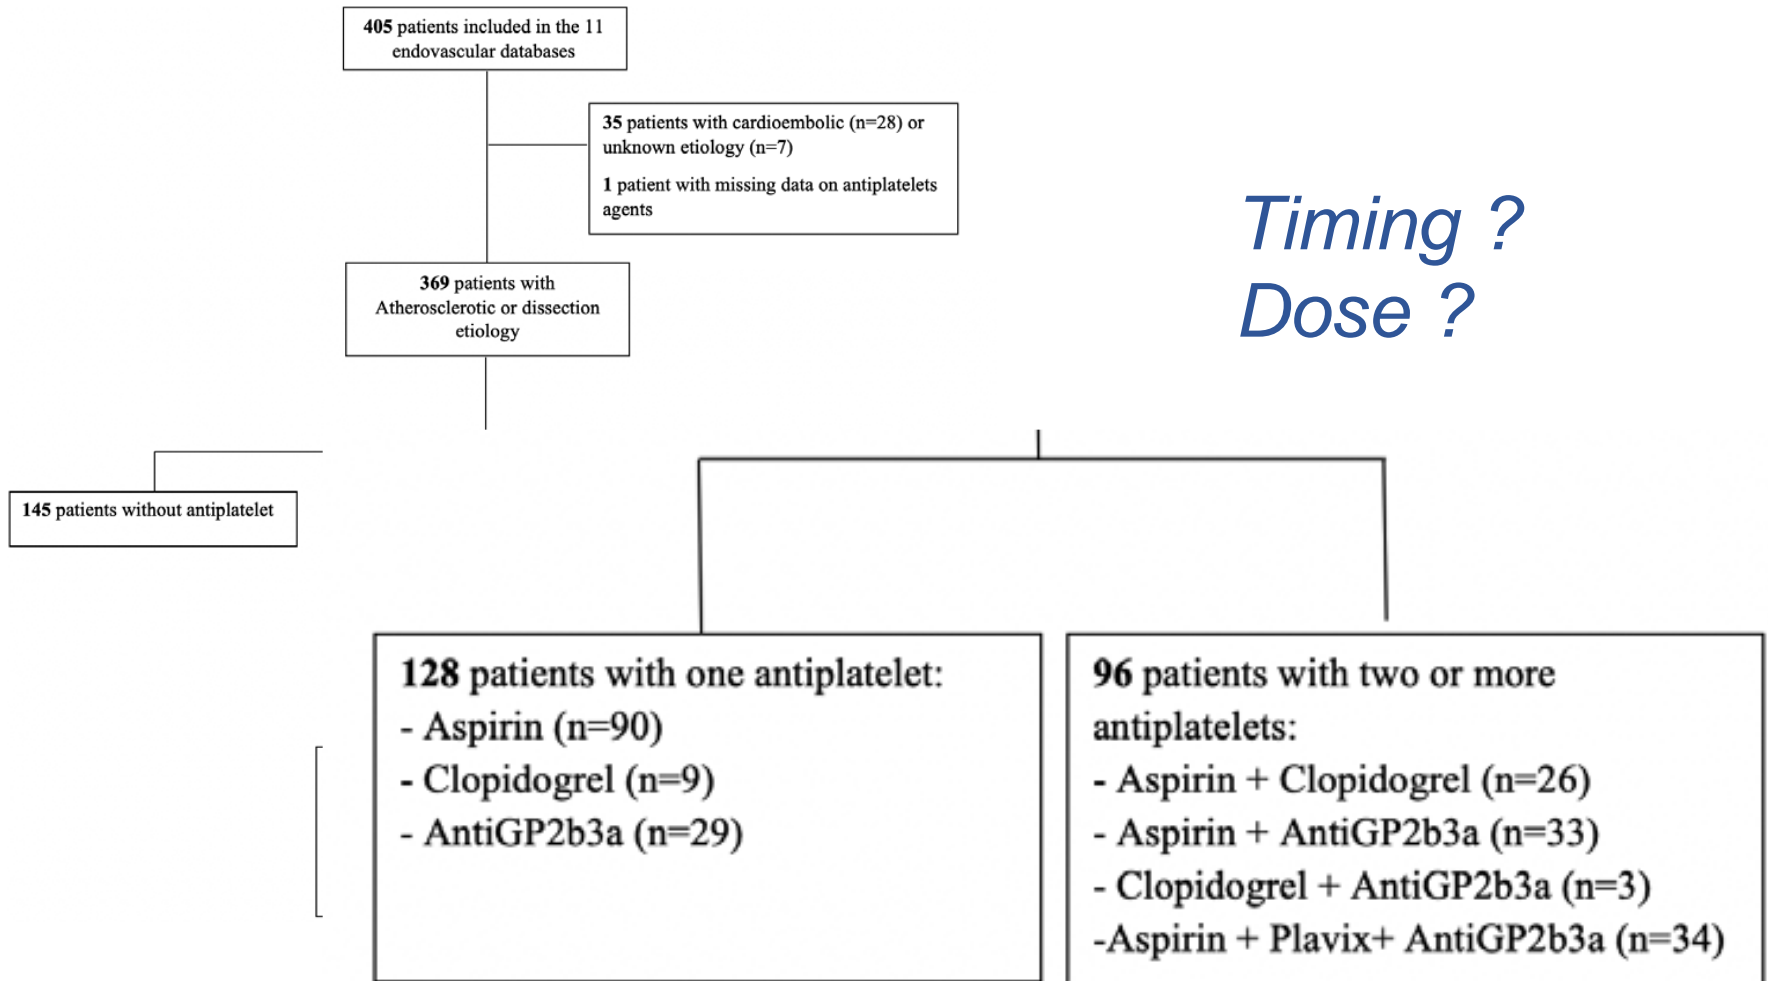 405 patients included in the 11
endovascular databases
35 patients with cardioembolic (n=28) or
unknown etiology (n=7)
1 patient with missing data on antiplatelets
agents
Timing ?
Dose ?
369 patients with
Atherosclerotic or dissection
etiology
145 patients without antiplatelet
128 patients with one antiplatelet:
- Aspirin (n=90)
- Clopidogrel (n=9)
- AntiGP2b3a (n=29)
96 patients with two or more
antiplatelets:
- Aspirin + Clopidogrel (n=26)
- Aspirin + AntiGP2b3a (n=33)
- Clopidogrel + AntiGP2b3a (n=3)
-Aspirin + Plavix+ AntiGP2b3a (n=34)